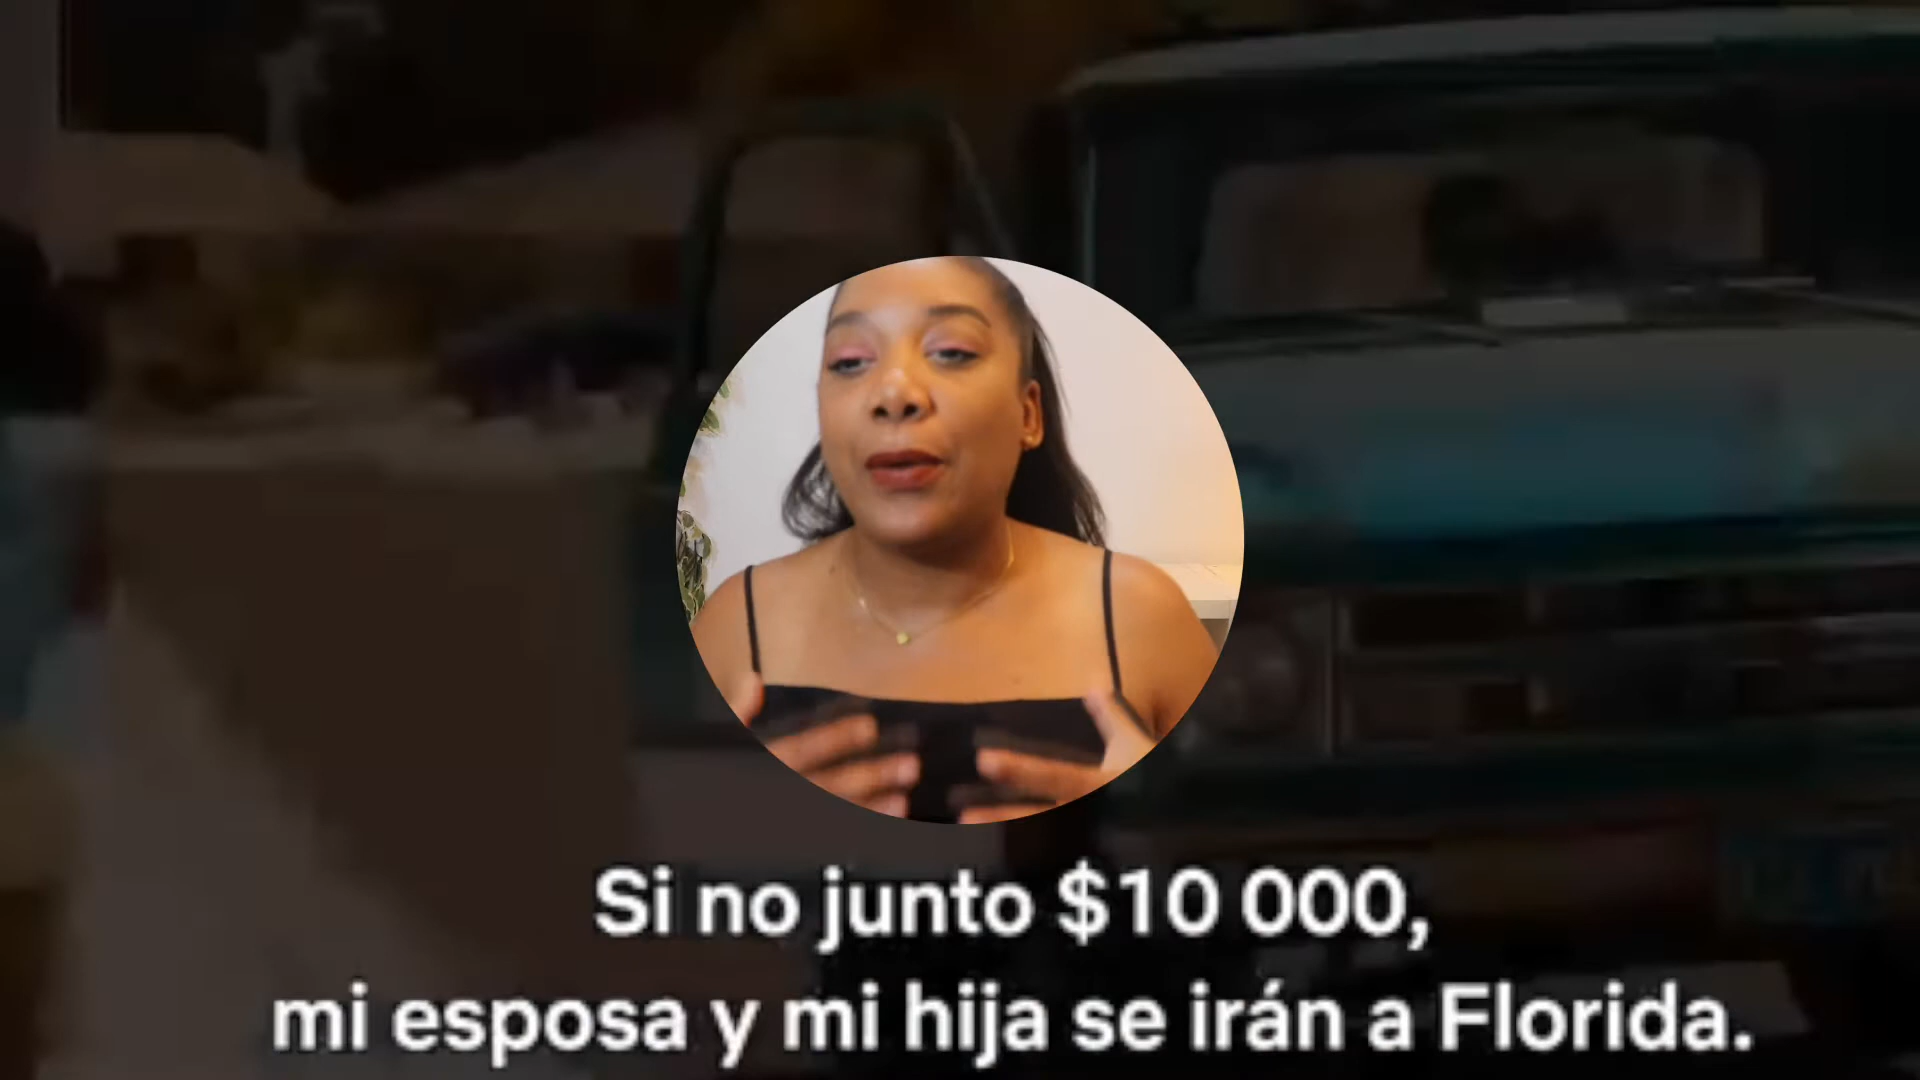 Si no junto $10 000,
mi esposa y mi hija se irán a Florida.